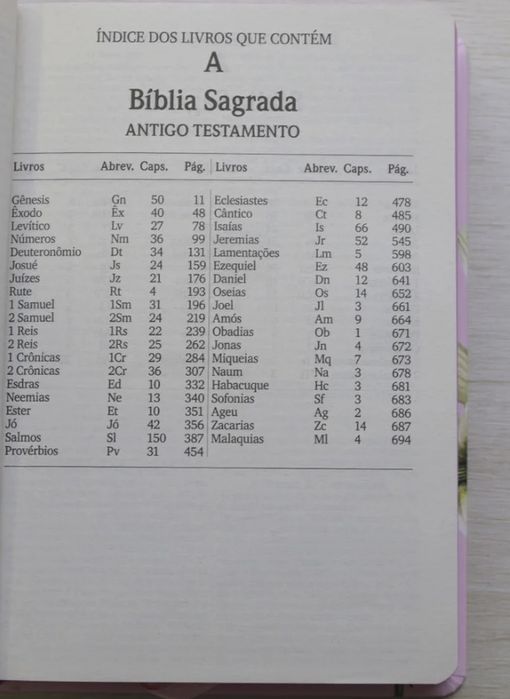 ÍNDICE DOS LIVROS QUE CONTÉM
A
Bíblia Sagrada
ANTIGO TESTAMENTO
Livros Abrev. Caps. Pág. Livros Abrev. Caps. Pág.
Gênesis Gn 50 11 Eclesiastes Ec 12 478
Êxodo Êx 40 48 Cântico Ct 8 485
Levítico Lv 27 78 Isaías Is 66 490
Números Nm 36 99 Jeremias Jr 52 545
Deuteronômio Dt 34 131 Lamentações Lm 5 598
Josué Js 24 159 Ezequiel Ez 48 603
Juízes Jz 21 176 Daniel Dn 12 641
Rute Rt 4 193 Oseias Os 14 652
1 Samuel 1Sm 31 196 Joel Jl 3 661
2 Samuel 2Sm 24 219 Amós Am 9 664
1 Reis 1Rs 22 239 Obadias Ob 1 671
2 Reis 2Rs 25 262 Jonas Jn 4 672
1 Crônicas 1Cr 29 284 Miqueias Mq 7 673
2 Crônicas 2Cr 36 307 Naum Na 3 678
Esdras Ed 10 332 Habacuque Hc 3 681
Neemias Ne 13 340 Sofonias Sf 3 683
Ester Et 10 351 Ageu Ag 2 686
Jó Jó 42 356 Zacarias Zc 14 687
Salmos Sl 150 387 Malaquias Ml 4 694
Provérbios Pv 31 454